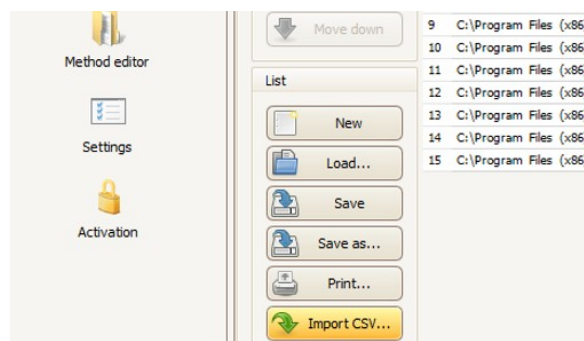 Method editor
Settings
Activation
Move down
List
New
Load...
Save
Save as...
Print...
Import CSV...
9 C:\Program Files (x86
10 C:\Program Files (x86
11 C:\Program Files (x86
12 C:\Program Files (x86
13 C:\Program Files (x86
14 C:\Program Files (x86
15 C:\Program Files (x86